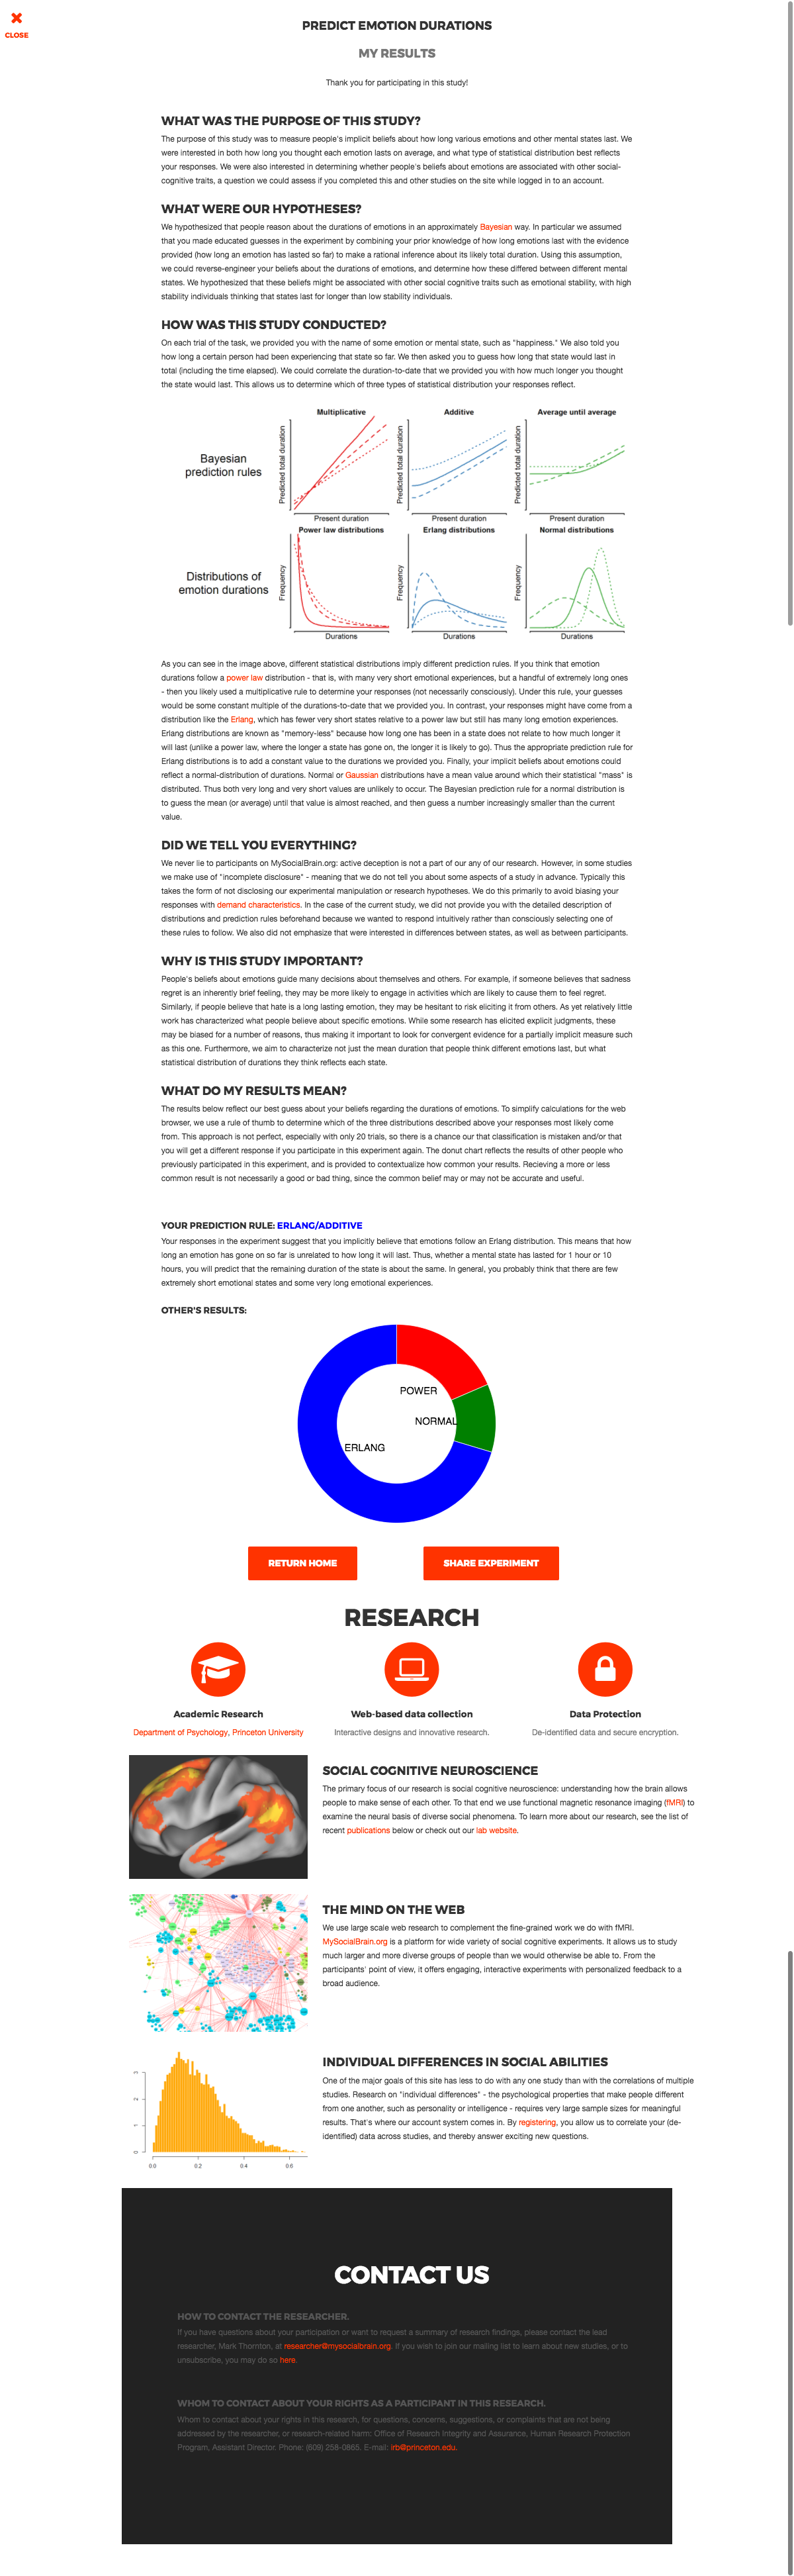 CLOSE
PREDICT EMOTION DURATIONS
MY RESULTS
Thank you for participating in this study!
WHAT WAS THE PURPOSE OF THIS STUDY?
The purpose of this study was to measure people's implicit beliefs about how long various emotions and other mental states last. We
were interested in both how long you thought each emotion lasts on average, and what type of statistical distribution best reflects
your responses. We were also interested in determining whether people's beliefs about emotions are associated with other social-
cognitive traits, a question we could assess if you completed this and other studies on the site while logged in to an account.
WHAT WERE OUR HYPOTHESES?
We hypothesized that people reason about the durations of emotions in an approximately Bayesian way. In particular we assumed
that you made educated guesses in the experiment by combining your prior knowledge of how long emotions last with the evidence
provided (how long an emotion has lasted so far) to make a rational inference about its likely total duration. Using this assumption,
we could reverse-engineer your beliefs about the durations of emotions, and determine how these differed between different mental
states. We hypothesized that these beliefs might be associated with other social cognitive traits such as emotional stability, with high
stability individuals thinking that states last for longer than low stability individuals.
HOW WAS THIS STUDY CONDUCTED?
On each trial of the task, we provided you with the name of some emotion or mental state, such as "happiness." We also told you
how long a certain person had been experiencing that state so far. We then asked you to guess how long that state would last in
total (including the time elapsed). We could correlate the duration-to-date that we provided you with how much longer you thought
the state would last. This allows us to determine which of three types of statistical distribution your responses reflect.
Multiplicative
Additive
Average until average
Bayesian
prediction rules
Predicted total duration
Predicted total duration
Predicted total duration
Present duration
Present duration
Present duration
Power law distributions
Erlang distributions
Normal distributions
Distributions of
emotion durations
Frequency
Frequency
Frequency
Durations
Durations
Durations
As you can see in the image above, different statistical distributions imply different prediction rules. If you think that emotion
durations follow a power law distribution - that is, with many very short emotional experiences, but a handful of extremely long ones
- then you likely used a multiplicative rule to determine your responses (not necessarily consciously). Under this rule, your guesses
would be some constant multiple of the durations-to-date we provided you. In contrast, your responses might have come from a
distribution like the Erlang, which has fewer very short states relative to a power law but still has many long emotion experiences.
Erlang distributions are known as "memory-less" because how long one has been in a state does not relate to how much longer it
will last (unlike a power law, where the longer a state has gone on, the longer it is likely to go). Thus the appropriate prediction rule for
Erlang distributions is to add a constant value to the durations we provided you. Finally, your implicit beliefs about emotions could
reflect a normal-distribution of durations. Normal or Gaussian distributions have a mean value around which their statistical "mass" is
distributed. Thus both very long and very short values are unlikely to occur. The Bayesian prediction rule for a normal distribution is
to guess the mean (or average) until that value is almost reached, and then guess a number increasingly smaller than the current
value.
DID WE TELL YOU EVERYTHING?
We never lie to participants on MySocialBrain.org: active deception is not a part of our any of our research. However, in some studies
we make use of "incomplete disclosure" - meaning that we do not tell you about some aspects of a study in advance. Typically this
takes the form of not disclosing our experimental manipulation or research hypotheses. We do this primarily to avoid biasing your
responses with demand characteristics. In the case of the current study, we did not provide you with the detailed description of
distributions and prediction rules beforehand because we wanted to respond intuitively rather than consciously selecting one of
these rules to follow. We also did not emphasize that were interested in differences between states, as well as between participants.
WHY IS THIS STUDY IMPORTANT?
People's beliefs about emotions guide many decisions about themselves and others. For example, if someone believes that sadness
regret is an inherently brief feeling, they may be more likely to engage in activities which are likely to cause them to feel regret.
Similarly, if people believe that hate is a long lasting emotion, they may be hesitant to risk eliciting it from others. As yet relatively little
work has characterized what people believe about specific emotions. While some research has elicited explicit judgments, these
may be biased for a number of reasons, thus making it important to look for convergent evidence for a partially implicit measure such
as this one. Furthermore, we aim to characterize not just the mean duration that people think different emotions last, but what
statistical distribution of durations they think reflects each state.
WHAT DO MY RESULTS MEAN?
The results below reflect our best guess about your beliefs regarding the durations of emotions. To simplify calculations for the web
browser, we use a rule of thumb to determine which of the three distributions described above your responses most likely come
from. This approach is not perfect, especially with only 20 trials, so there is a chance our that classification is mistaken and/or that
you will get a different response if you participate in this experiment again. The donut chart reflects the results of other people who
previously participated in this experiment, and is provided to contextualize how common your results. Recieving a more or less
common result is not necessarily a good or bad thing, since the common belief may or may not be accurate and useful.
YOUR PREDICTION RULE: ERLANG/ADDITIVE
Your responses in the experiment suggest that you implicitly believe that emotions follow an Erlang distribution. This means that how
long an emotion has gone on so far is unrelated to how long it will last. Thus, whether a mental state has lasted for 1 hour or 10
hours, you will predict that the remaining duration of the state is about the same. In general, you probably think that there are few
extremely short emotional states and some very long emotional experiences.
OTHER'S RESULTS:
POWER
NORMAL
ERLANG
RETURN HOME
SHARE EXPERIMENT
RESEARCH
Academic Research
Web-based data collection
Data Protection
Department of Psychology, Princeton University
Interactive designs and innovative research.
De-identified data and secure encryption.
SOCIAL COGNITIVE NEUROSCIENCE
The primary focus of our research is social cognitive neuroscience: understanding how the brain allows
people to make sense of each other. To that end we use functional magnetic resonance imaging (fMRI) to
examine the neural basis of diverse social phenomena. To learn more about our research, see the list of
recent publications below or check out our lab website.
THE MIND ON THE WEB
We use large scale web research to complement the fine-grained work we do with fMRI.
MySocialBrain.org is a platform for wide variety of social cognitive experiments. It allows us to study
much larger and more diverse groups of people than we would otherwise be able to. From the
participants' point of view, it offers engaging, interactive experiments with personalized feedback to a
broad audience.
INDIVIDUAL DIFFERENCES IN SOCIAL ABILITIES
One of the major goals of this site has less to do with any one study than with the correlations of multiple
studies. Research on "individual differences" - the psychological properties that make people different
from one another, such as personality or intelligence - requires very large sample sizes for meaningful
results. That's where our account system comes in. By registering, you allow us to correlate your (de-
identified) data across studies, and thereby answer exciting new questions.
3
2
1
0
0.0 0.2 0.4 0.6
CONTACT US
HOW TO CONTACT THE RESEARCHER.
If you have questions about your participation or want to request a summary of research findings, please contact the lead
researcher, Mark Thornton, at researcher@mysocialbrain.org. If you wish to join our mailing list to learn about new studies, or to
unsubscribe, you may do so here.
WHOM TO CONTACT ABOUT YOUR RIGHTS AS A PARTICIPANT IN THIS RESEARCH.
Whom to contact about your rights in this research, for questions, concerns, suggestions, or complaints that are not being
addressed by the researcher, or research-related harm: Office of Research Integrity and Assurance, Human Research Protection
Program, Assistant Director. Phone: (609) 258-0865. E-mail: irb@princeton.edu.